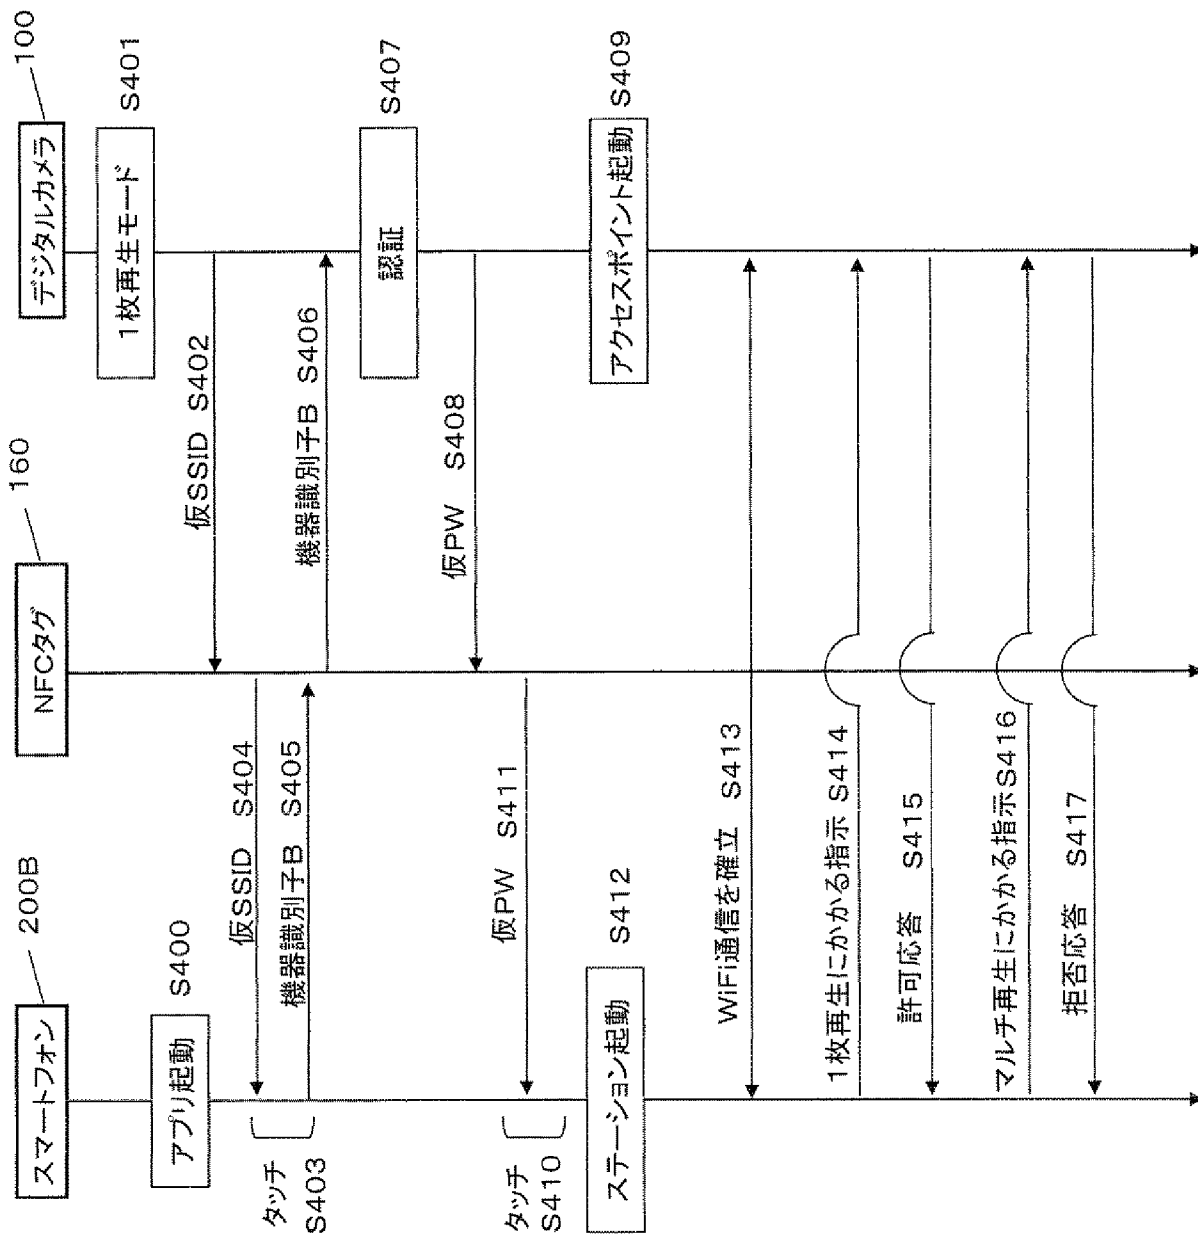 スマートフォン
200B
NFCタグ
160
デジタルカメラ
100
アプリ起動
S400
1枚再生モード
S401
仮SSID S402
タッチ
S403
仮SSID S404
機器識別子B S405
機器識別子B S406
認証
S407
仮PW S408
アクセスポイント起動
S409
タッチ
S410
仮PW S411
ステーション起動
S412
WiFi通信を確立 S413
1枚再生にかかる指示 S414
許可応答 S415
マルチ再生にかかる指示S416
拒否応答 S417